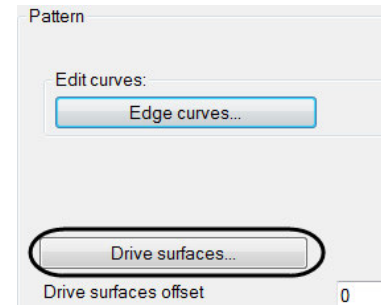 Pattern
Edit curves:
Edge curves...
Drive surfaces...
Drive surfaces offset 0